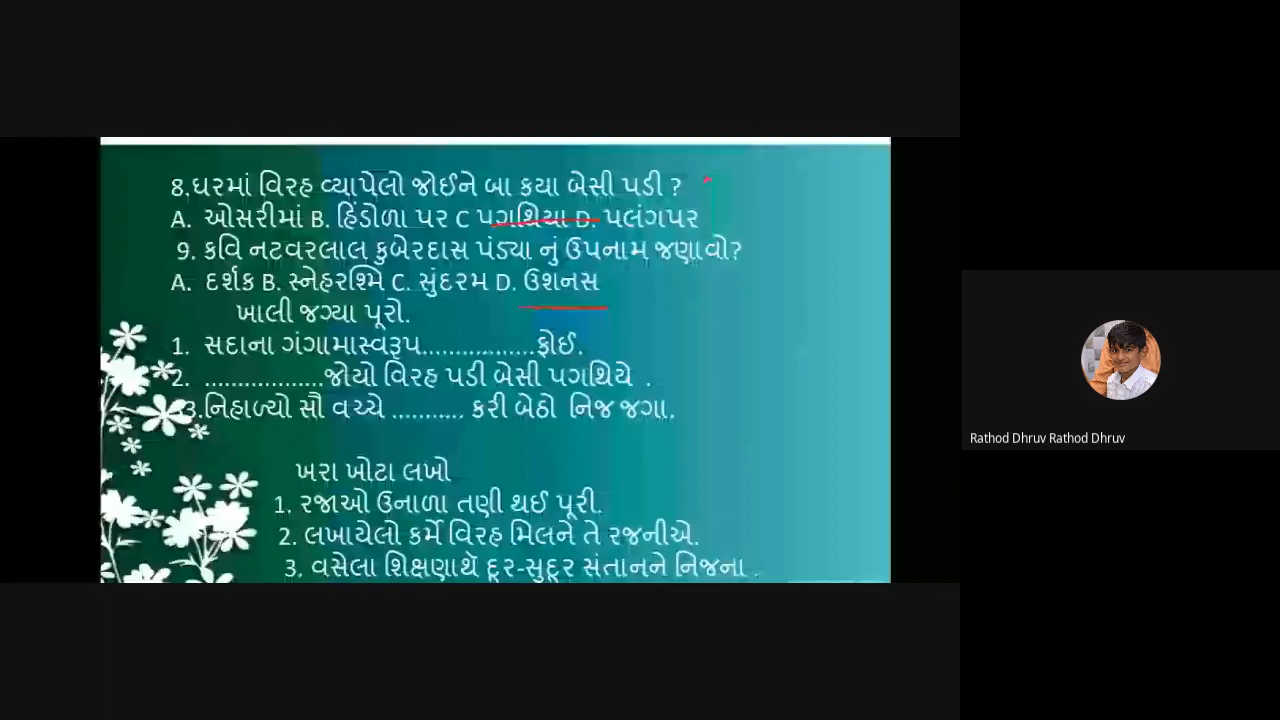 8.ઘરમાં વિરહ વ્યાપેલો જોઈને બા કયા બેસી પડી ?
A. ઓસરીમાં B. હિંડોળા પર C પગથિયા D. પલંગપર
9. કવિ નટવરલાલ કુબેરદાસ પંડ્યા નું ઉપનામ જણાવો?
A. દર્શક B. સ્નેહરશ્મિ C. સુંદરમ D. ઉશનસ
ખાલી જગ્યા પૂરો.
1. સદાના ગંગામાસ્વરૂપ.................ફોઈ.
2. ..................જોયો વિરહ પડી બેસી પગથિયે .
3.નિહાળ્યો સૌ વચ્ચે ........... કરી બેઠો નિજ જગા.
ખરા ખોટા લખો
1. રજાઓ ઉનાળા તણી થઈ પૂરી.
2. લખાયેલો કર્મે વિરહ મિલને તે રજનીએ.
3. વસેલા શિક્ષણાર્થે દૂર-સુદૂર સંતાનને નિજના .
Rathod Dhruv Rathod Dhruv